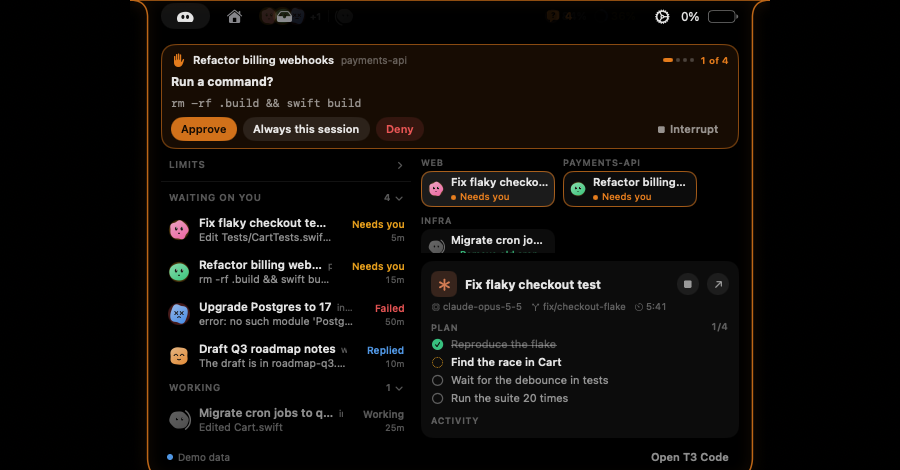 +1
0%
Refactor billing webhooks payments-api
1 of 4
Run a command?
rm -rf .build && swift build
Approve
Always this session
Deny
Interrupt
LIMITS
WAITING ON YOU 4
Fix flaky checkout te... Needs you
Edit Tests/CartTests.swif... 5m
Refactor billing web... p Needs you
rm -rf .build && swift bu... 15m
Upgrade Postgres to 17 in... Failed
error: no such module 'Postg... 50m
Draft Q3 roadmap notes Replied
The draft is in roadmap-q3.... 10m
WORKING 1
Migrate cron jobs to q... Working
Edited Cart.swift 25m
Demo data
WEB
Fix flaky checko...
Needs you
PAYMENTS-API
Refactor billing...
Needs you
INFRA
Migrate cron jo...
Fix flaky checkout test
claude-opus-5-5 fix/checkout-flake 5:41
PLAN 1/4
Reproduce the flake
Find the race in Cart
Wait for the debounce in tests
Run the suite 20 times
ACTIVITY
Open T3 Code